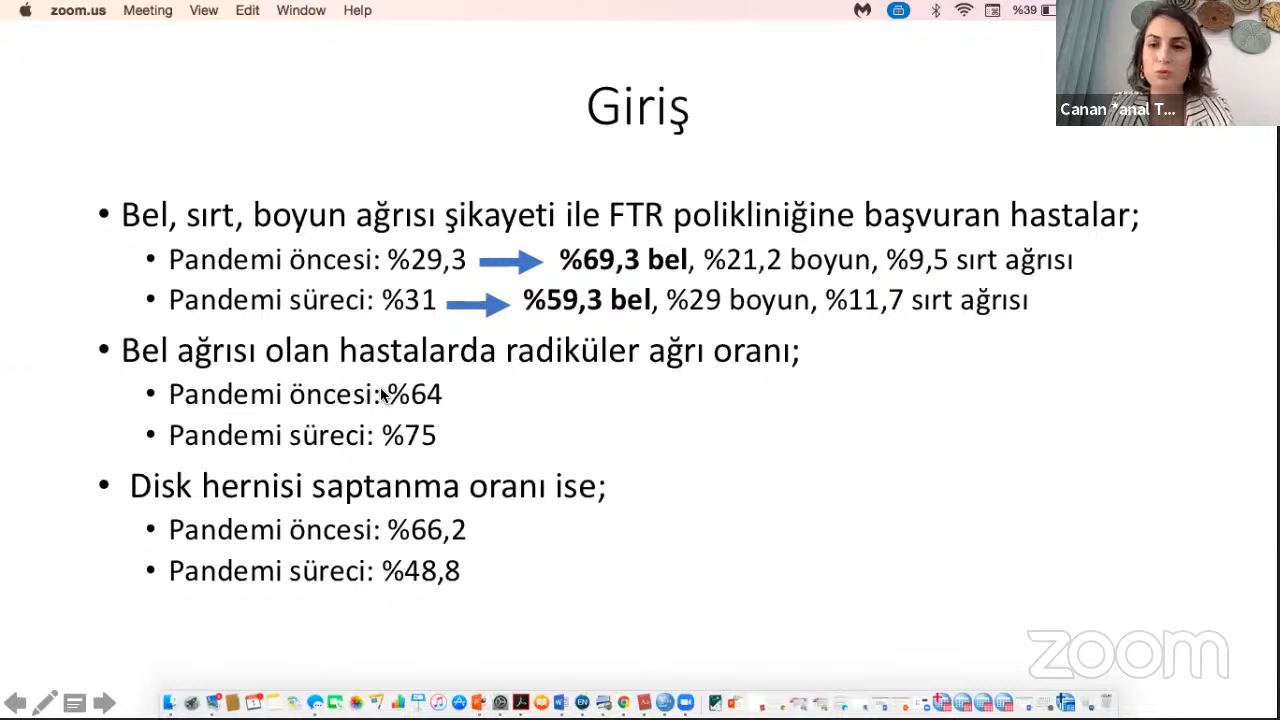 zoom.us Meeting View Edit Window Help %39
Canan *anal T...
Giriş
• Bel, sırt, boyun ağrısı şikayeti ile FTR polikliniğine başvuran hastalar;
• Pandemi öncesi: %29,3 %69,3 bel, %21,2 boyun, %9,5 sırt ağrısı
• Pandemi süreci: %31 %59,3 bel, %29 boyun, %11,7 sırt ağrısı
• Bel ağrısı olan hastalarda radiküler ağrı oranı;
• Pandemi öncesi: %64
• Pandemi süreci: %75
• Disk hernisi saptanma oranı ise;
• Pandemi öncesi: %66,2
• Pandemi süreci: %48,8
zoom